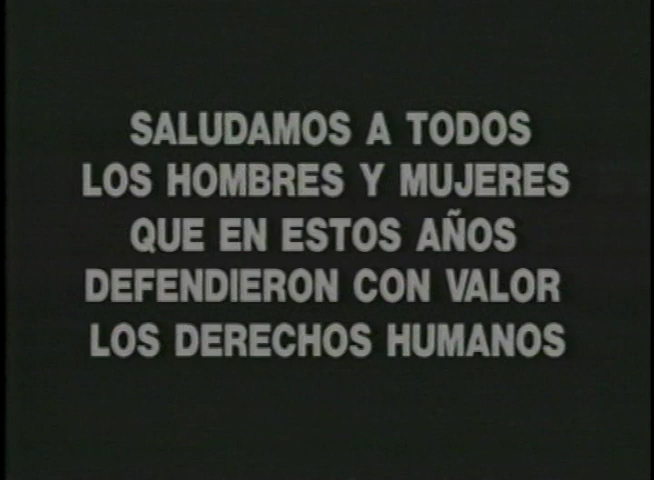 SALUDAMOS A TODOS
LOS HOMBRES Y MUJERES
QUE EN ESTOS AÑOS
DEFENDIERON CON VALOR
LOS DERECHOS HUMANOS